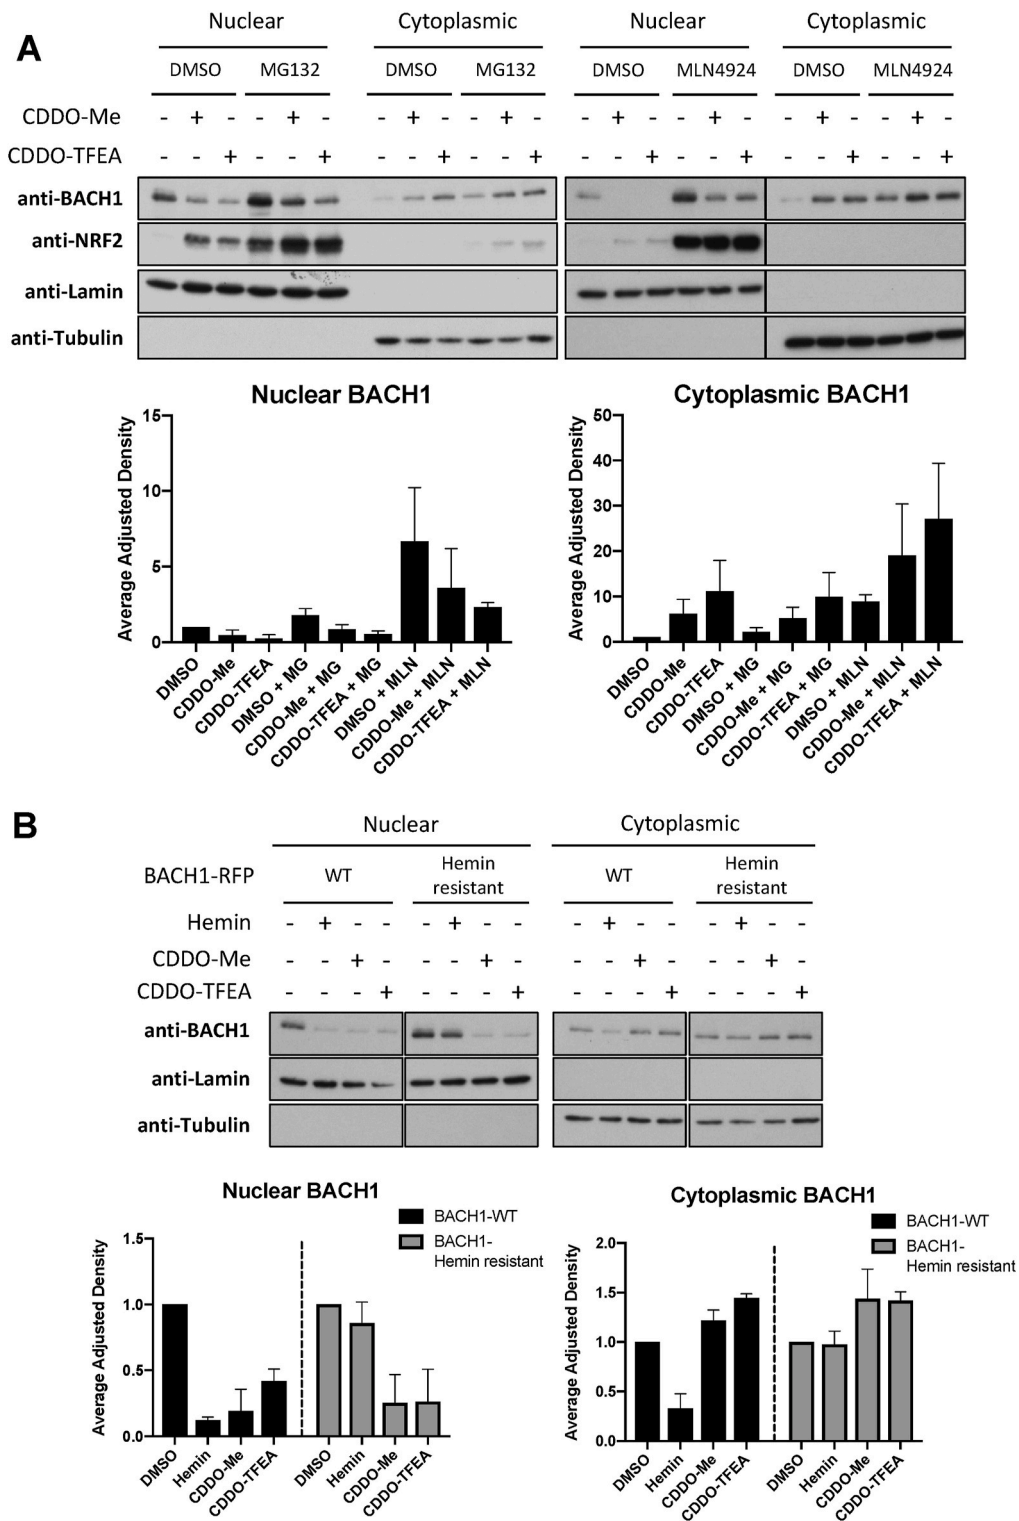 A
Nuclear Cytoplasmic Nuclear Cytoplasmic
DMSO MG132 DMSO MG132 DMSO MLN4924 DMSO MLN4924
CDDO-Me - + - - + - - + - - + - - + - - + - - + - - + -
CDDO-TFEA - - + - - + - - + - - + - - + - - + - - + - - +
anti-BACH1
anti-NRF2
anti-Lamin
anti-Tubulin
Nuclear BACH1
Average Adjusted Density
15
10
5
0
DMSO
CDDO-Me
CDDO-TFEA
DMSO + MG
CDDO-Me + MG
CDDO-TFEA + MG
DMSO + MLN
CDDO-Me + MLN
CDDO-TFEA + MLN
Cytoplasmic BACH1
Average Adjusted Density
50
40
30
20
10
0
DMSO
CDDO-Me
CDDO-TFEA
DMSO + MG
CDDO-Me + MG
CDDO-TFEA + MG
DMSO + MLN
CDDO-Me + MLN
CDDO-TFEA + MLN
B
Nuclear Cytoplasmic
BACH1-RFP WT Hemin resistant WT Hemin resistant
Hemin - + - - - + - - - + - - - + - -
CDDO-Me - - + - - - + - - - + - - - + -
CDDO-TFEA - - - + - - - + - - - + - - - +
anti-BACH1
anti-Lamin
anti-Tubulin
Nuclear BACH1
BACH1-WT
BACH1-
Hemin resistant
Average Adjusted Density
1.5
1.0
0.5
0.0
DMSO
Hemin
CDDO-Me
CDDO-TFEA
DMSO
Hemin
CDDO-Me
CDDO-TFEA
Cytoplasmic BACH1
BACH1-WT
BACH1-
Hemin resistant
Average Adjusted Density
2.0
1.5
1.0
0.5
0.0
DMSO
Hemin
CDDO-Me
CDDO-TFEA
DMSO
Hemin
CDDO-Me
CDDO-TFEA